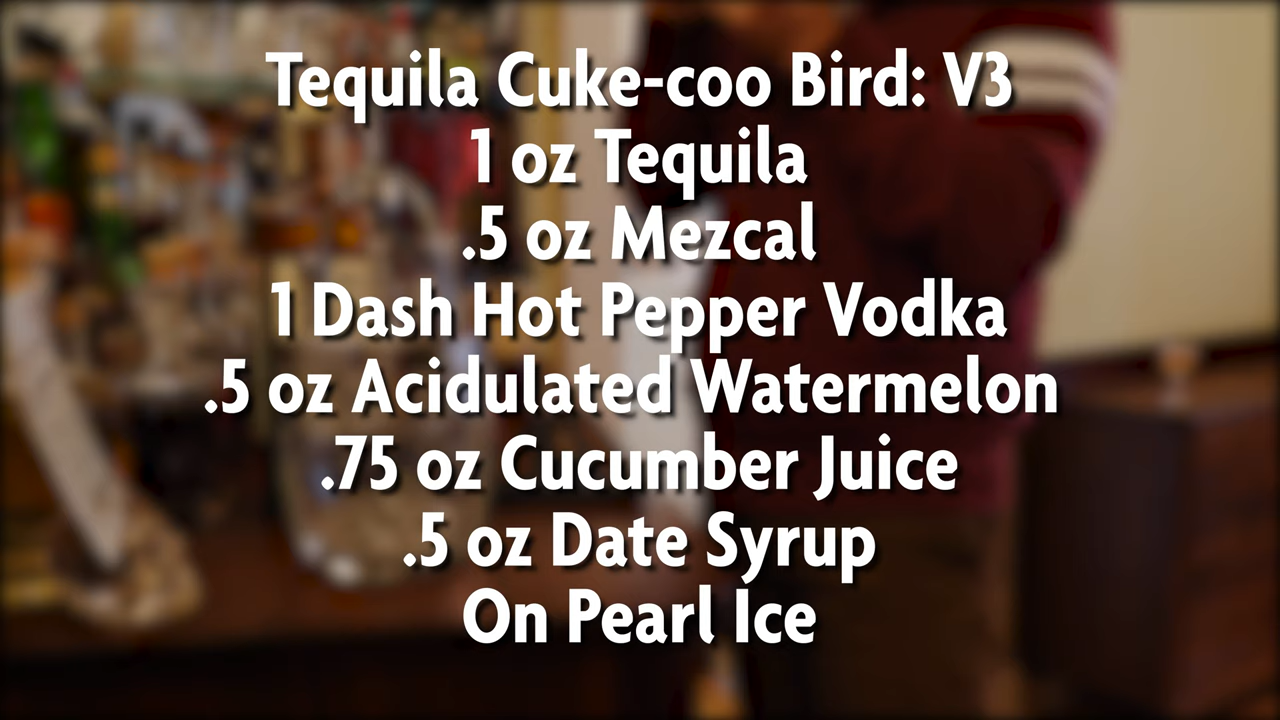 Tequila Cuke-coo Bird: V3
1 oz Tequila
.5 oz Mezcal
1 Dash Hot Pepper Vodka
.5 oz Acidulated Watermelon
.75 oz Cucumber Juice
.5 oz Date Syrup
On Pearl Ice